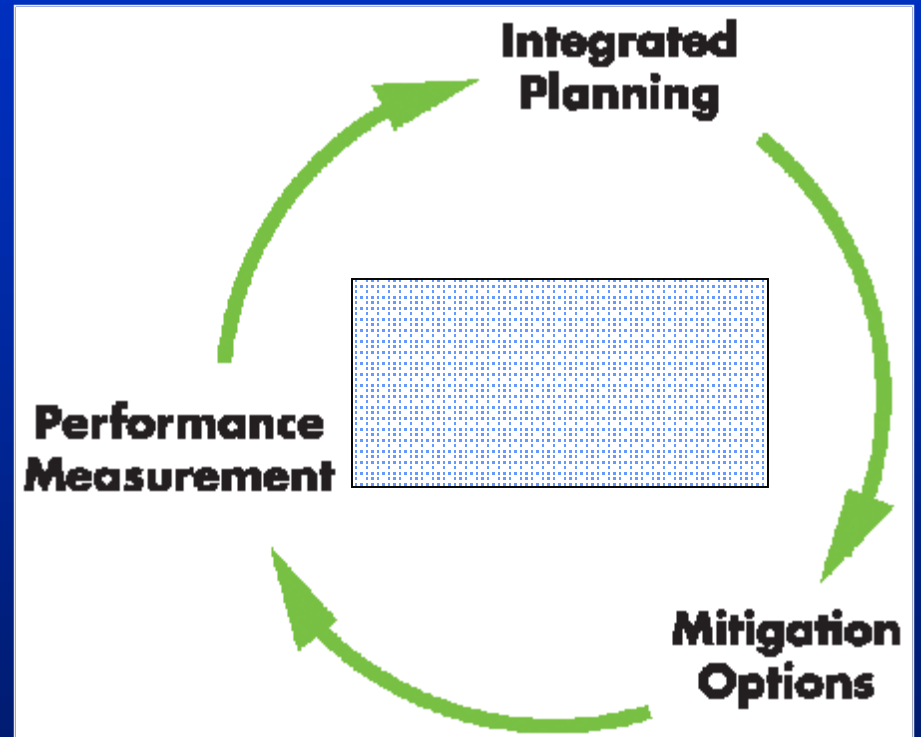 Integrated
Planning
Performance
Measurement
Mitigation
Options